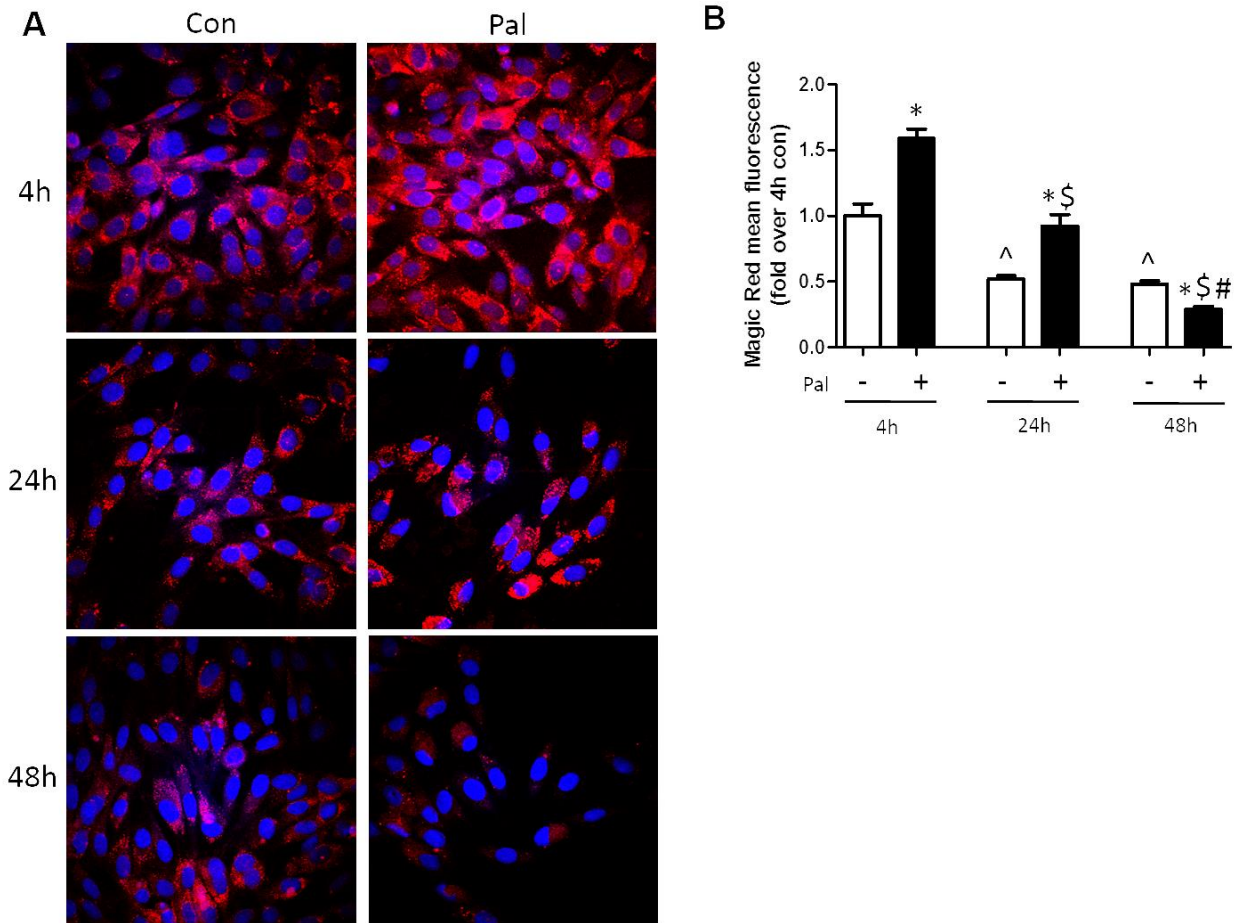 A
Con Pal
4h
24h
48h
B
Magic Red mean fluorescence
(fold over 4h con)
2.0
1.5
1.0
0.5
0.0
*
^
*$
^
*$#
Pal - + - + - +
4h 24h 48h